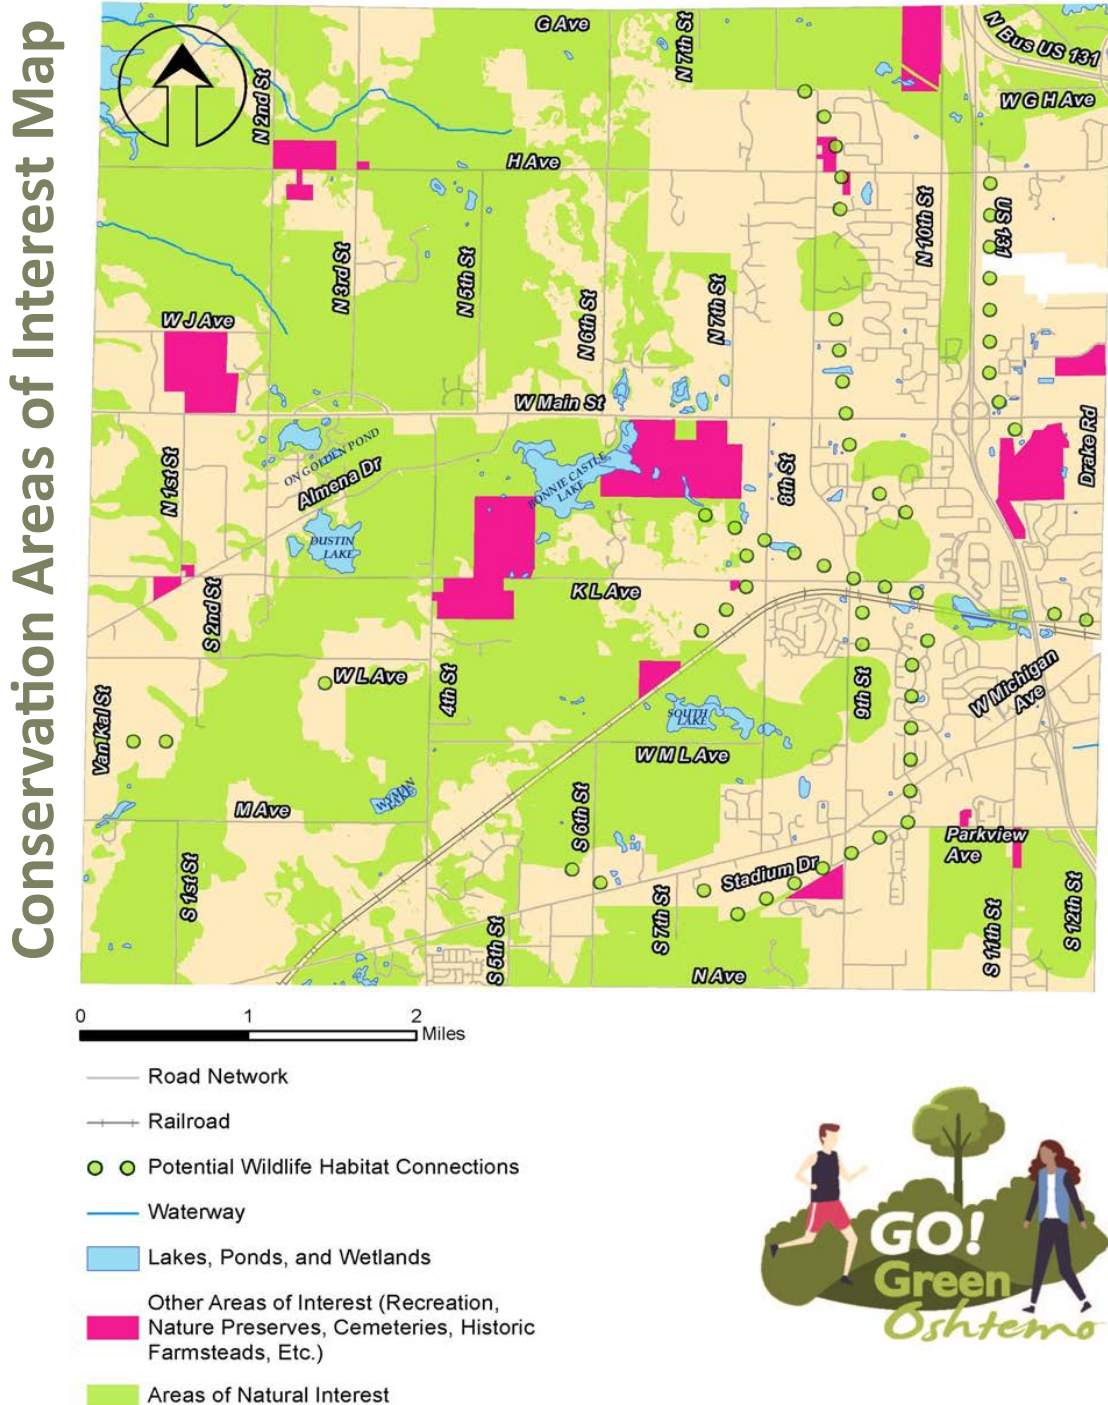 Conservation Areas of Interest Map
G Ave
N 7th St
N Bus US 131
N 2nd St
W G H Ave
H Ave
N 10th St
US 131
N 3rd St
N 5th St
N 6th St
N 7th St
W J Ave
W Main St
Drake Rd
N 1st St
ON GOLDEN POND
Almena Dr
BONNIE CASTLE
LAKE
8th St
DUSTIN
LAKE
K L Ave
S 2nd St
W L Ave
4th St
9th St
W Michigan
Ave
Van Kal St
SOUTH
LAKE
W M L Ave
WYMAN
LAKE
M Ave
S 6th St
Parkview
Ave
S 1st St
Stadium Dr
S 7th St
S 5th St
S 11th St
S 12th St
N Ave
0 1 2
Miles
Road Network
Railroad
Potential Wildlife Habitat Connections
Waterway
Lakes, Ponds, and Wetlands
Other Areas of Interest (Recreation,
Nature Preserves, Cemeteries, Historic
Farmsteads, Etc.)
Areas of Natural Interest
GO!
Green
Oshtemo